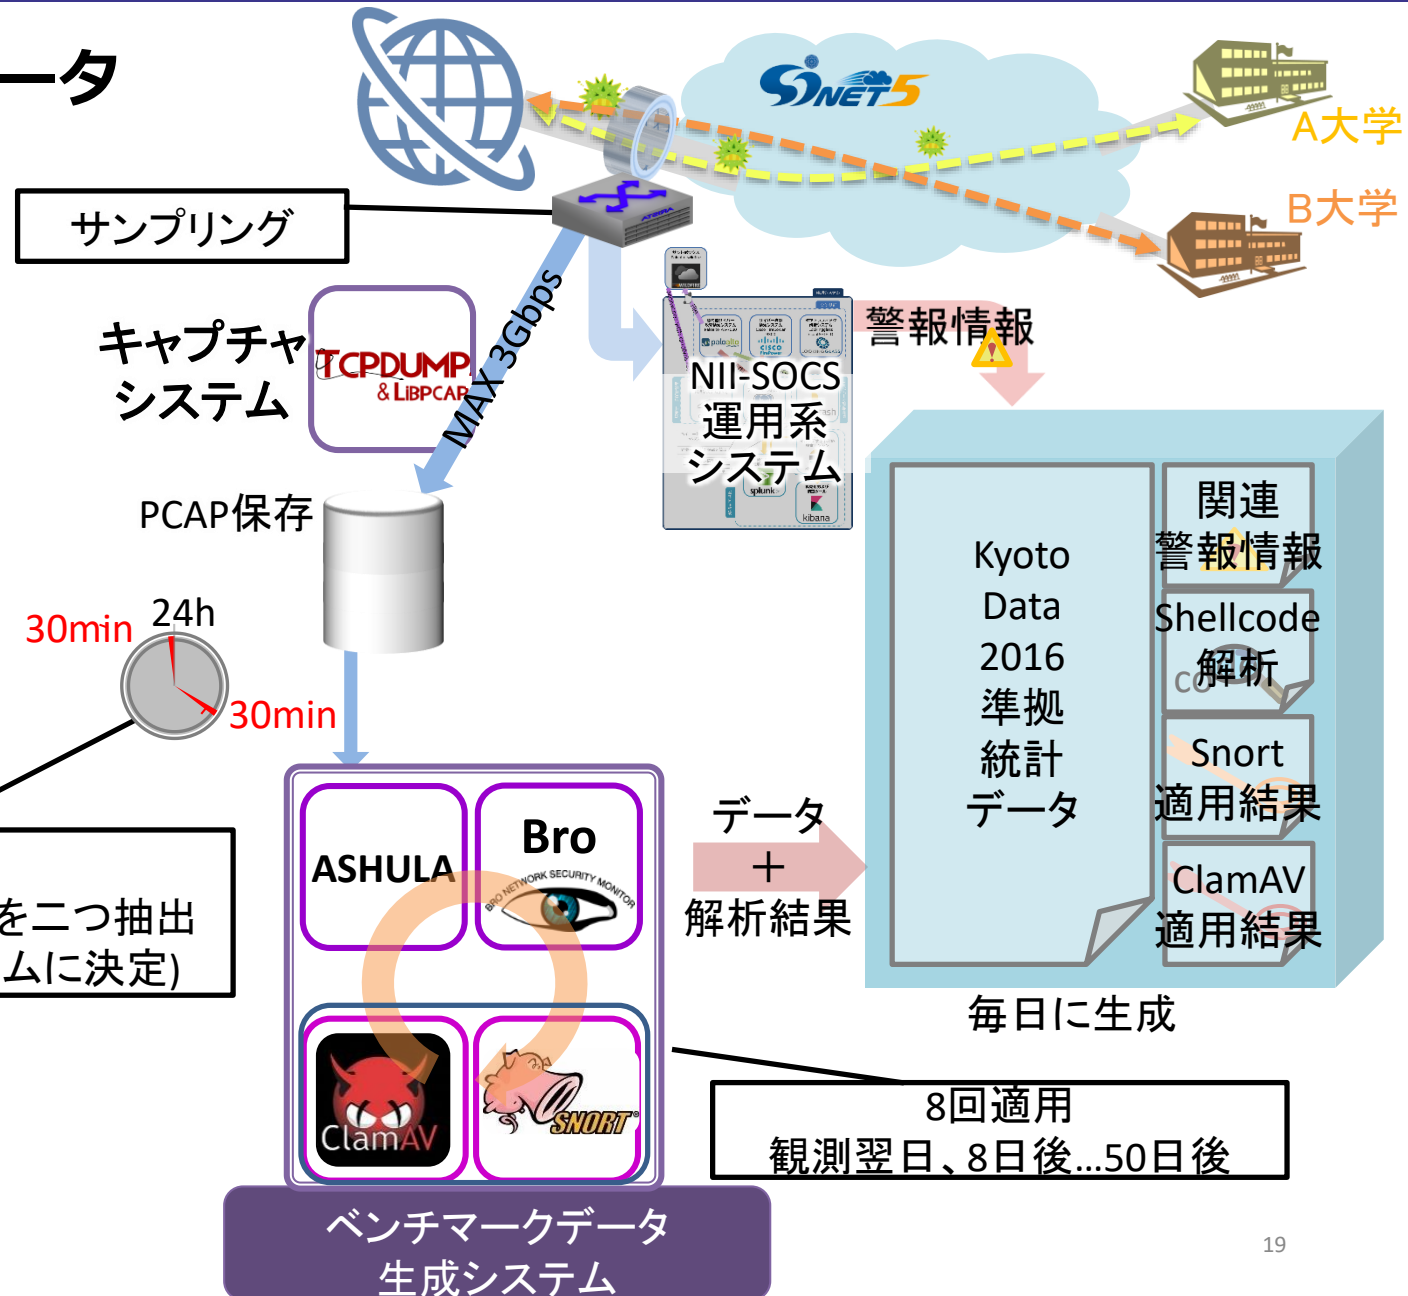 ータ
SINET5
A大学
B大学
サンプリング
キャプチャ
システム
TCPDUMP
& LIBPCAP
MAX 3Gbps
警報情報
NII-SOCS
運用系
システム
paloalto
CISCO
splunk>
kibana
PCAP保存
24h
30min
30min
を二つ抽出
ムに決定)
ASHULA
Bro
BRO NETWORK SECURITY MONITOR
ClamAV
SNORT
データ
+
解析結果
Kyoto
Data
2016
準拠
統計
データ
関連
警報情報
Shellcode
解析
Snort
適用結果
ClamAV
適用結果
毎日に生成
8回適用
観測翌日、8日後...50日後
ベンチマークデータ
生成システム
19